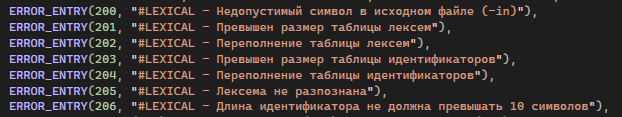 ERROR_ENTRY(200, "#LEXICAL – Недопустимый символ в исходном файле (-in)"),
ERROR_ENTRY(201, "#LEXICAL – Превышен размер таблицы лексем"),
ERROR_ENTRY(202, "#LEXICAL – Переполнение таблицы лексем"),
ERROR_ENTRY(203, "#LEXICAL – Превышен размер таблицы идентификаторов"),
ERROR_ENTRY(204, "#LEXICAL – Переполнение таблицы идентификаторов"),
ERROR_ENTRY(205, "#LEXICAL – Лексема не разпознана"),
ERROR_ENTRY(206, "#LEXICAL – Длина идентификатора не должна превышать 10 символов"),